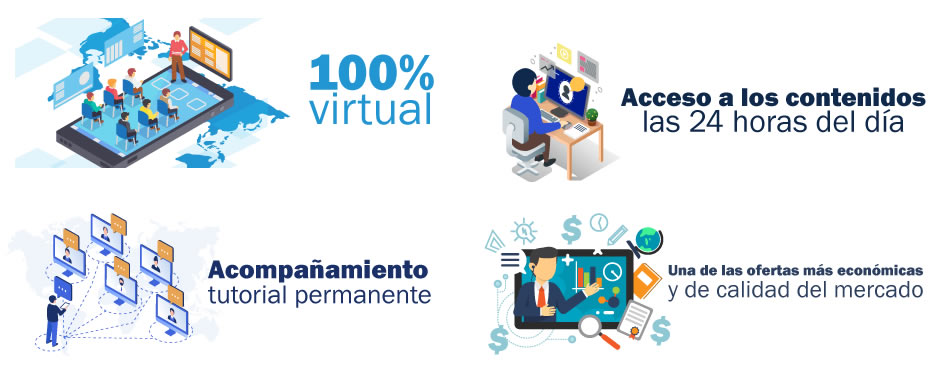 100%
virtual
Acceso a los contenidos
las 24 horas del día
Acompañamiento
tutorial permanente
Una de las ofertas más económicas
y de calidad del mercado